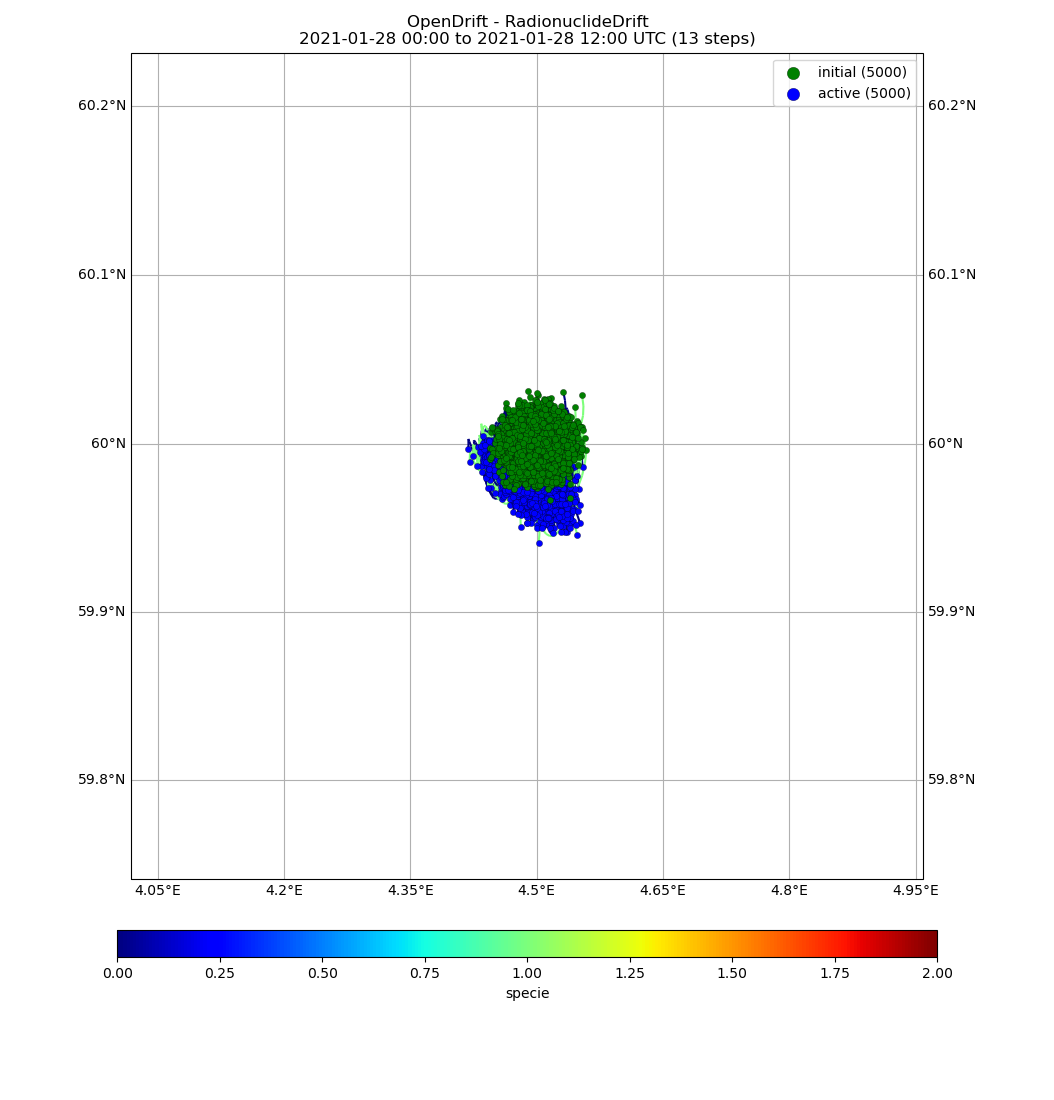 OpenDrift - RadionuclideDrift
2021-01-28 00:00 to 2021-01-28 12:00 UTC (13 steps)
initial (5000)
active (5000)
60.2°N 60.2°N
60.1°N 60.1°N
60°N 60°N
59.9°N 59.9°N
59.8°N 59.8°N
4.05°E 4.2°E 4.35°E 4.5°E 4.65°E 4.8°E 4.95°E
0.00 0.25 0.50 0.75 1.00 1.25 1.50 1.75 2.00
specie